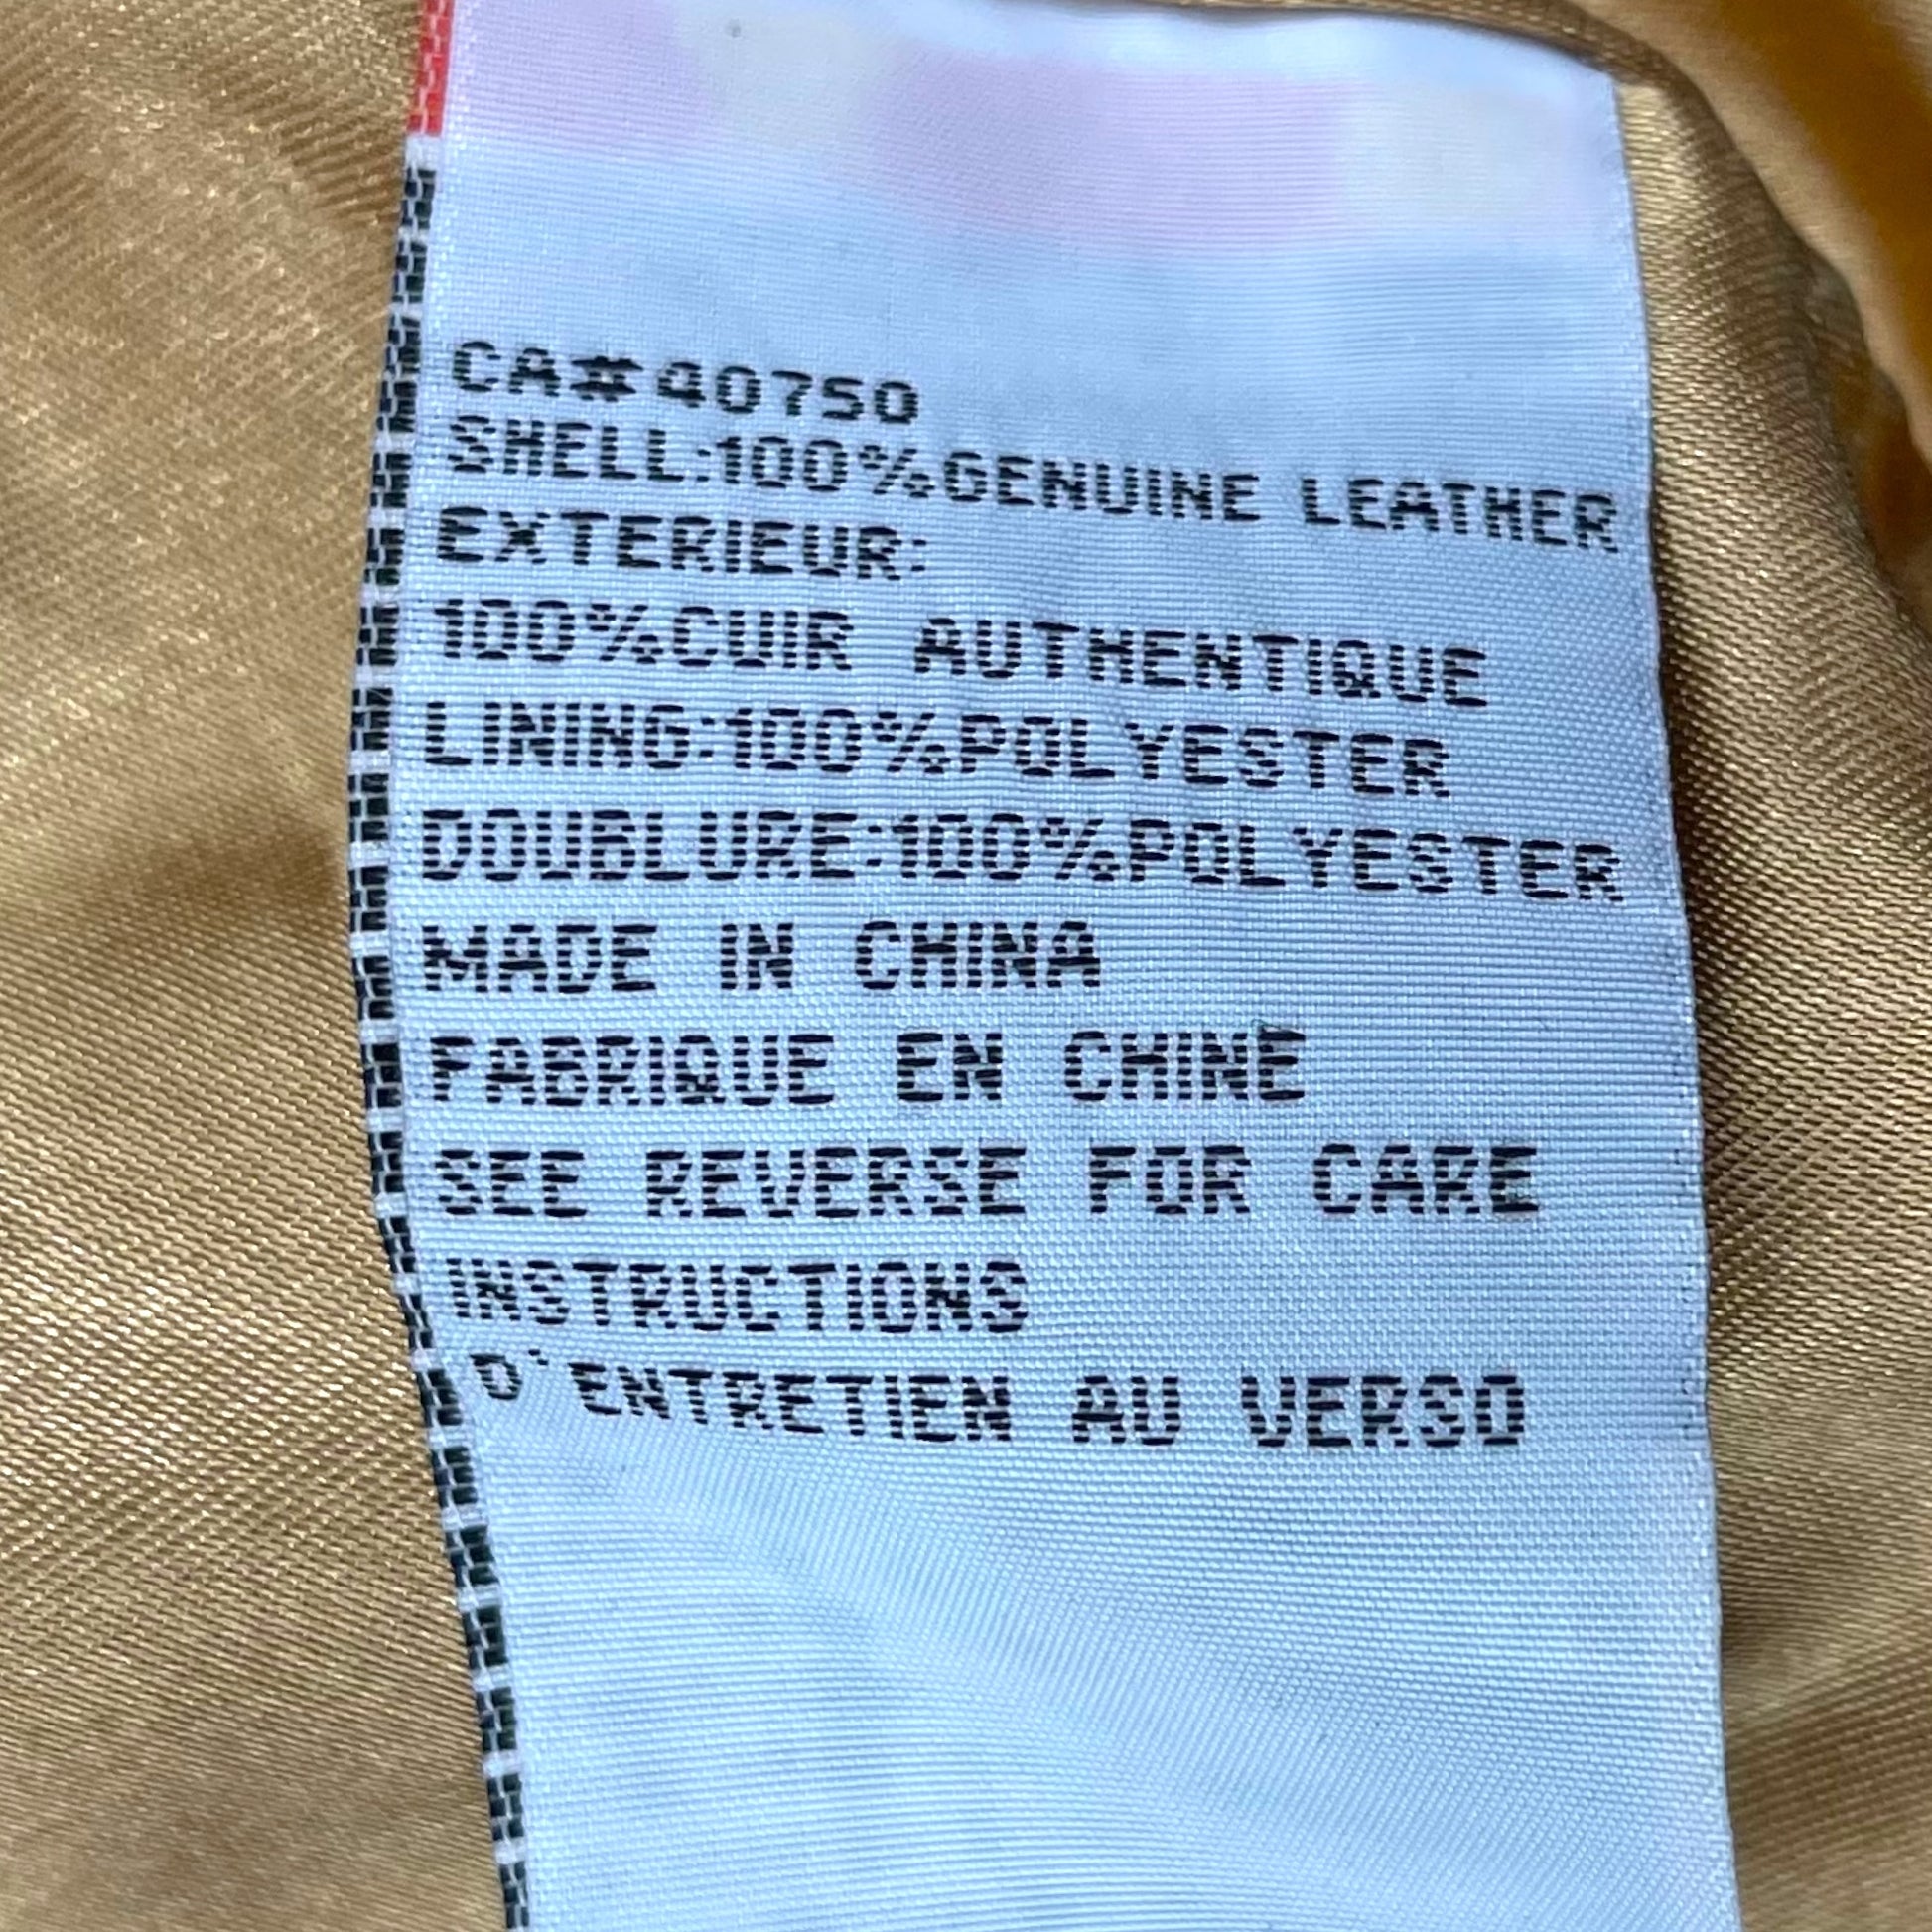 CA#40750
SHELL:100%GENUINE LEATHER
EXTERIEUR:
100%CUIR AUTHENTIQUE
LINING:100%POLYESTER
DOUBLURE:100%POLYESTER
MADE IN CHINA
FABRIQUE EN CHINE
SEE REVERSE FOR CARE
INSTRUCTIONS
D'ENTRETIEN AU VERSO